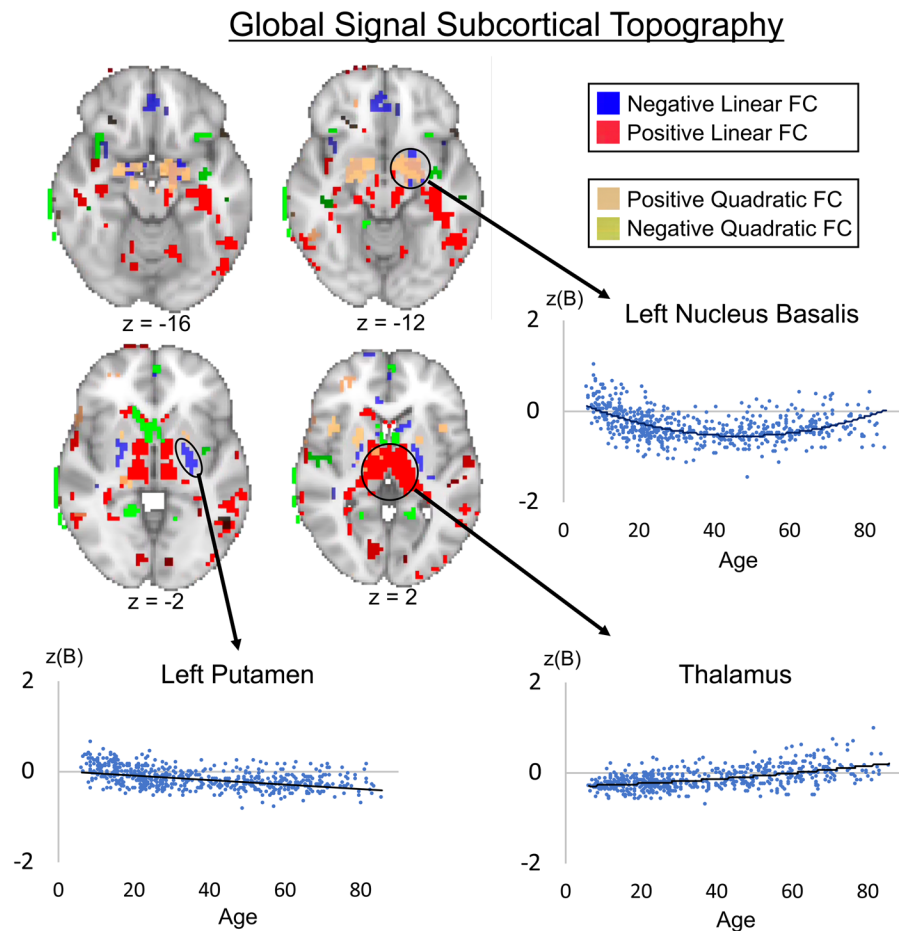 Global Signal Subcortical Topography
Negative Linear FC
Positive Linear FC
Positive Quadratic FC
Negative Quadratic FC
z = -16
z = -12
z(B)
Left Nucleus Basalis
2
0
-2
0 20 40 60 80
Age
z = -2
z = 2
z(B)
Left Putamen
2
0
-2
0 20 40 60 80
Age
z(B)
Thalamus
2
0
-2
0 20 40 60 80
Age